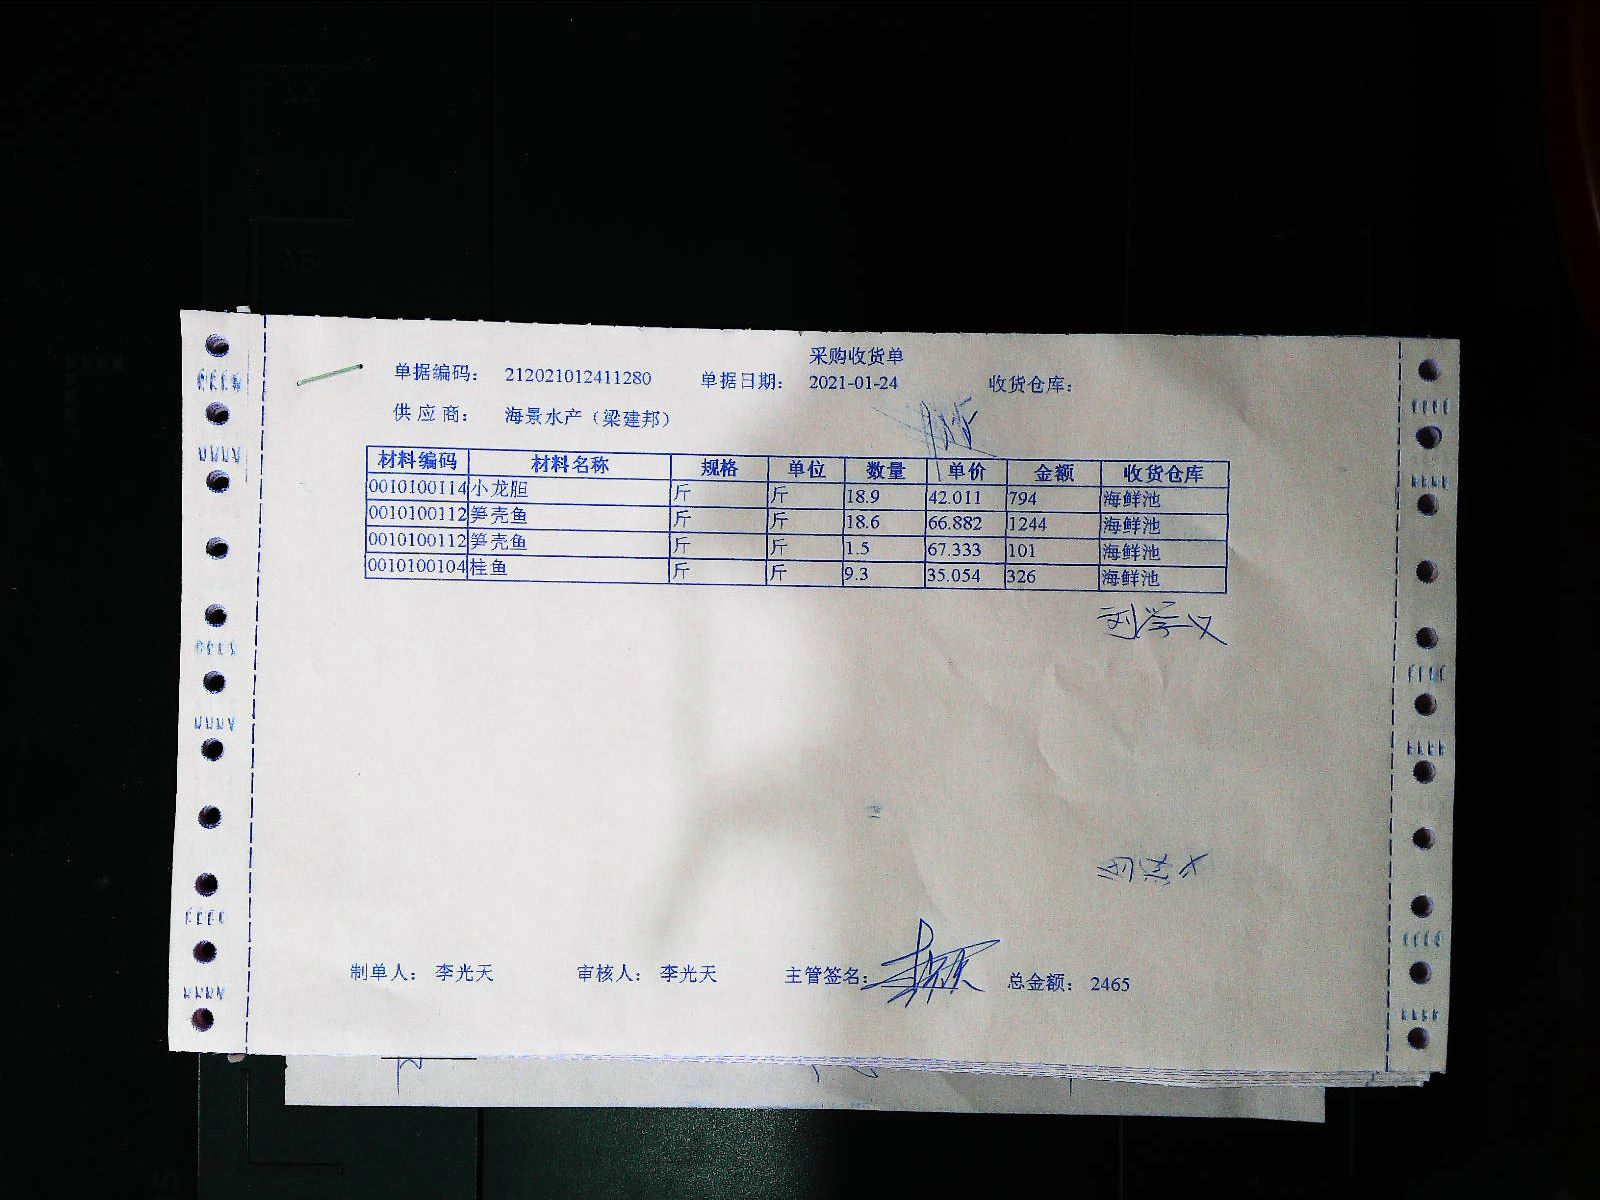 采购收货单
单据编码： 212021012411280 单据日期： 2021-01-24 收货仓库：
供 应 商： 海景水产（梁建邦）
材料编码 材料名称 规格 单位 数量 单价 金额 收货仓库
0010100114 小龙胆 斤 斤 18.9 42.011 794 海鲜池
0010100112 笋壳鱼 斤 斤 18.6 66.882 1244 海鲜池
0010100112 笋壳鱼 斤 斤 1.5 67.333 101 海鲜池
0010100104 桂鱼 斤 斤 9.3 35.054 326 海鲜池
刘学义
制单人： 李光天 审核人： 李光天 主管签名： 总金额： 2465